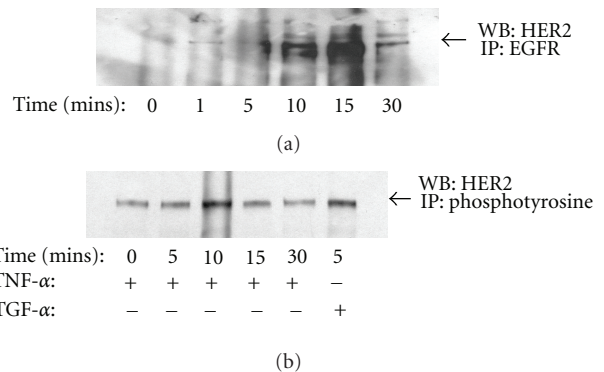 WB: HER2
IP: EGFR
Time (mins): 0 1 5 10 15 30
(a)
WB: HER2
IP: phosphotyrosine
Time (mins): 0 5 10 15 30 5
TNF-α: + + + + + −
TGF-α: − − − − − +
(b)